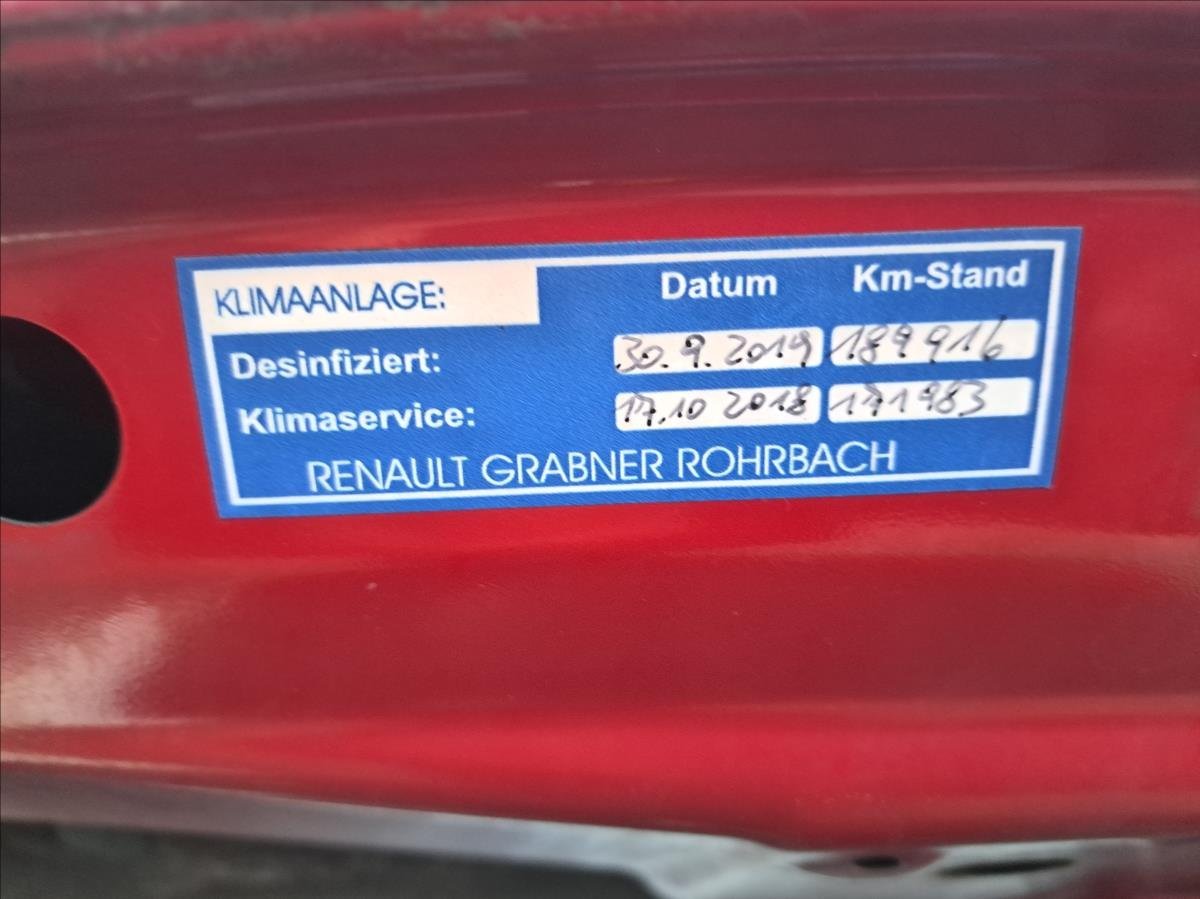 KLIMAANLAGE: Datum Km-Stand
Desinfiziert: 30.9.2019 189916
Klimaservice: 17.10 2018 171983
RENAULT GRABNER ROHRBACH